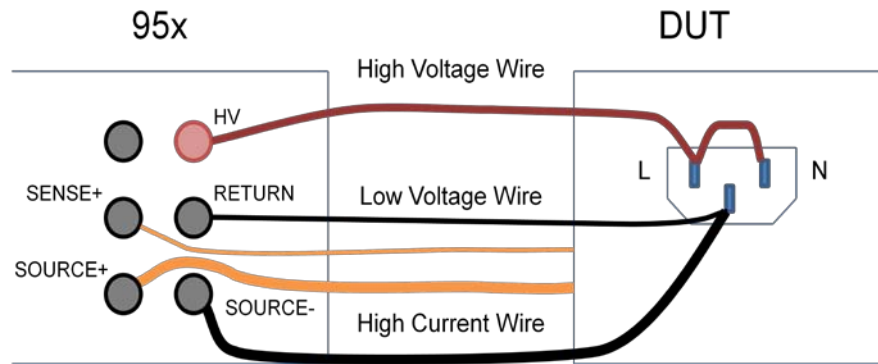 95x
DUT
High Voltage Wire
HV
L
N
SENSE+
RETURN
Low Voltage Wire
SOURCE+
SOURCE-
High Current Wire